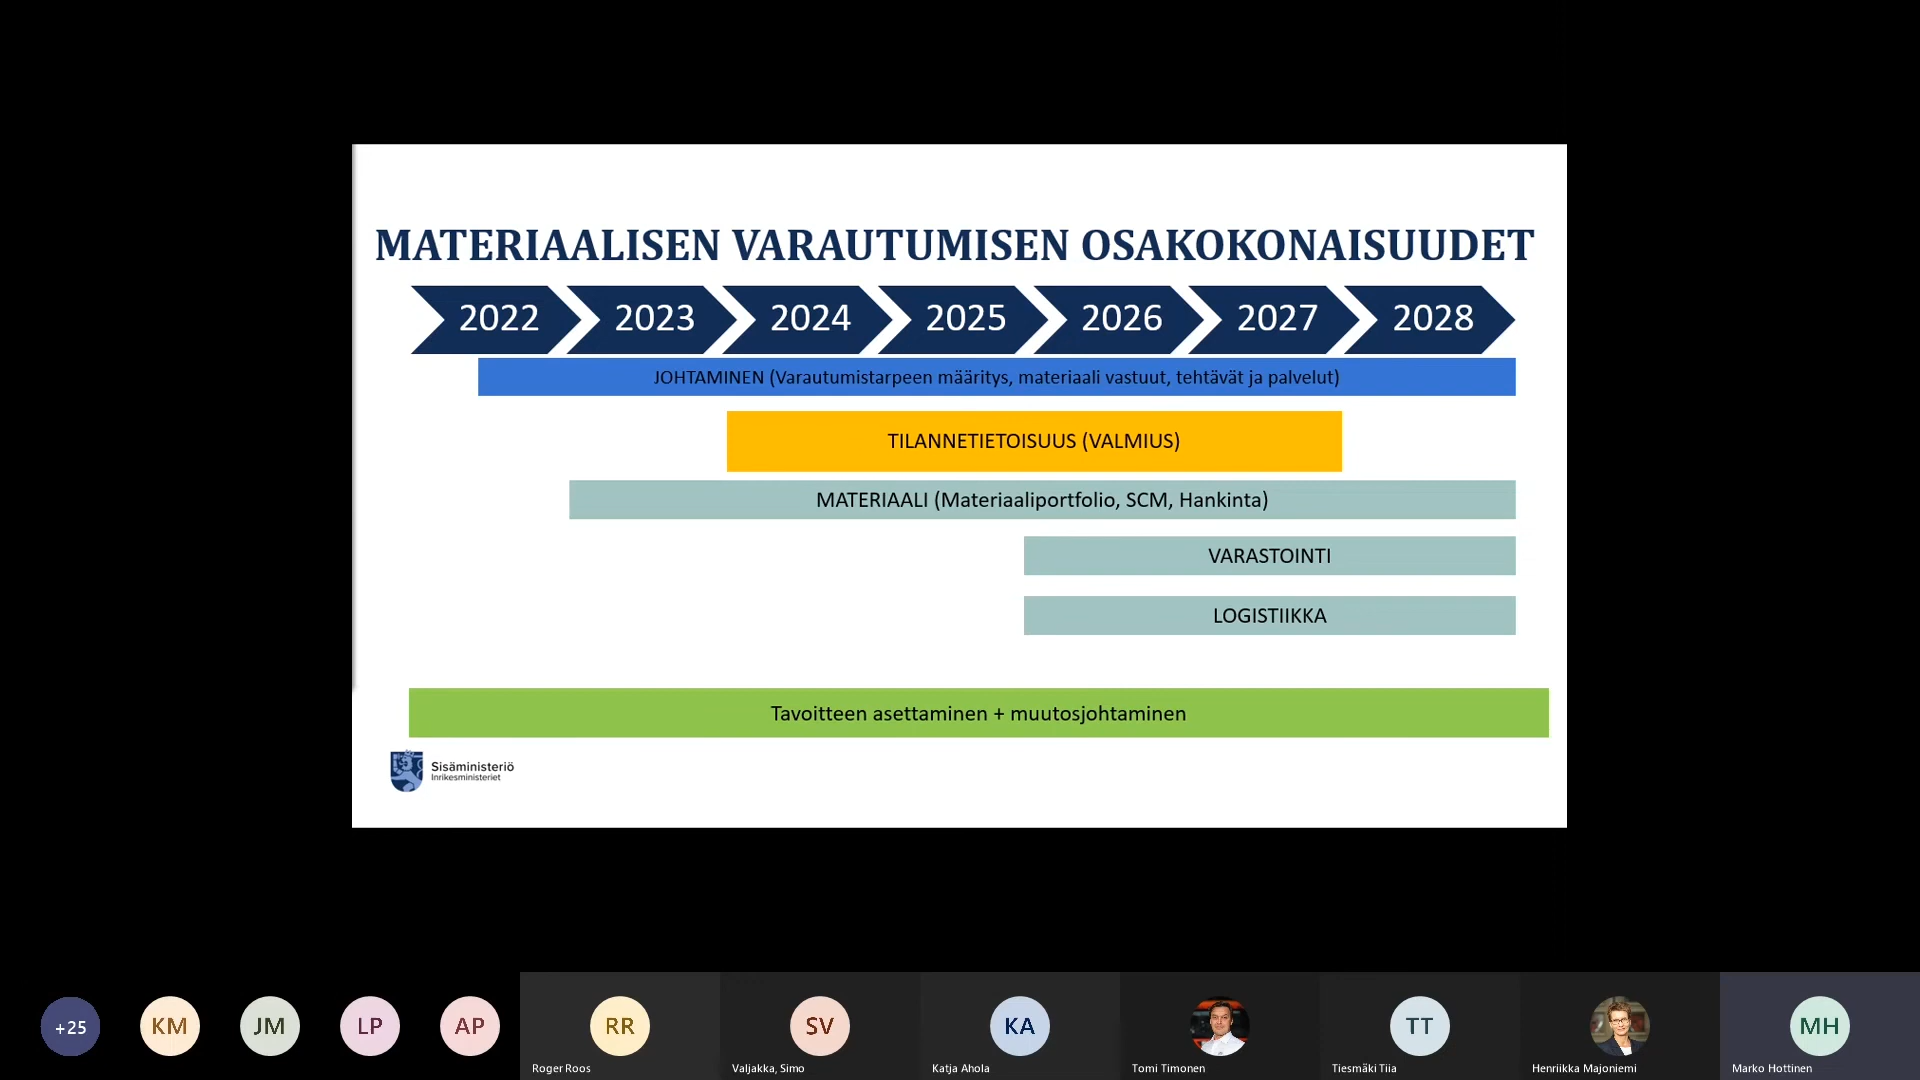 MATERIAALISEN VARAUTUMISEN OSAKOKONAISUUDET
2022 2023 2024 2025 2026 2027 2028
JOHTAMINEN (Varautumistarpeen määritys, materiaali vastuut, tehtävät ja palvelut)
TILANNETIETOISUUS (VALMIUS)
MATERIAALI (Materiaaliportfolio, SCM, Hankinta)
VARASTOINTI
LOGISTIIKKA
Tavoitteen asettaminen + muutosjohtaminen
Sisäministeriö
Inrikesministeriet
+25 KM JM LP AP RR SV KA TT MH
Roger Roos Valjakka, Simo Katja Ahola Tomi Timonen Tiesmäki Tiia Henriikka Majoniemi Marko Hottinen